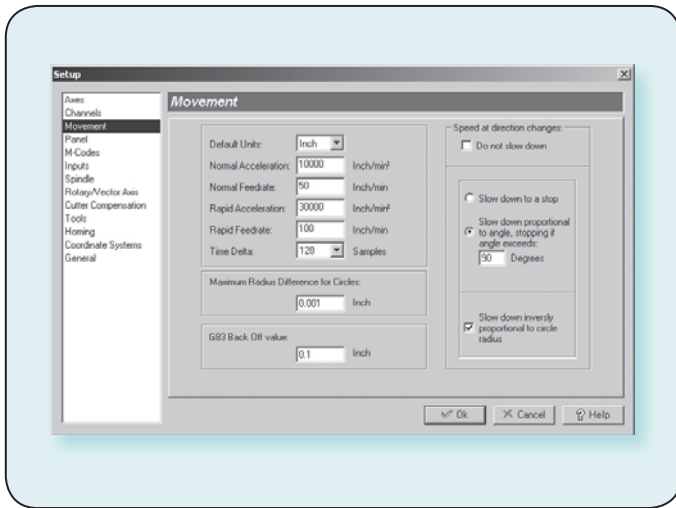 Setup
Axes
Channels
Movement
Panel
M-Codes
Inputs
Spindle
Rotary/Vector Axis
Cutter Compensation
Tools
Homing
Coordinate Systems
General
Movement
Default Units: Inch
Normal Acceleration: 10000 Inch/min²
Normal Feedrate: 50 Inch/min
Rapid Acceleration: 30000 Inch/min²
Rapid Feedrate: 100 Inch/min
Time Delta: 128 Samples
Maximum Radius Difference for Circles:
0.001 Inch
G83 Back Off value:
0.1 Inch
Speed at direction changes:
Do not slow down
Slow down to a stop
Slow down proportional
to angle, stopping if
angle exceeds:
90 Degrees
Slow down inversly
proportional to circle
radius
Ok
Cancel
Help